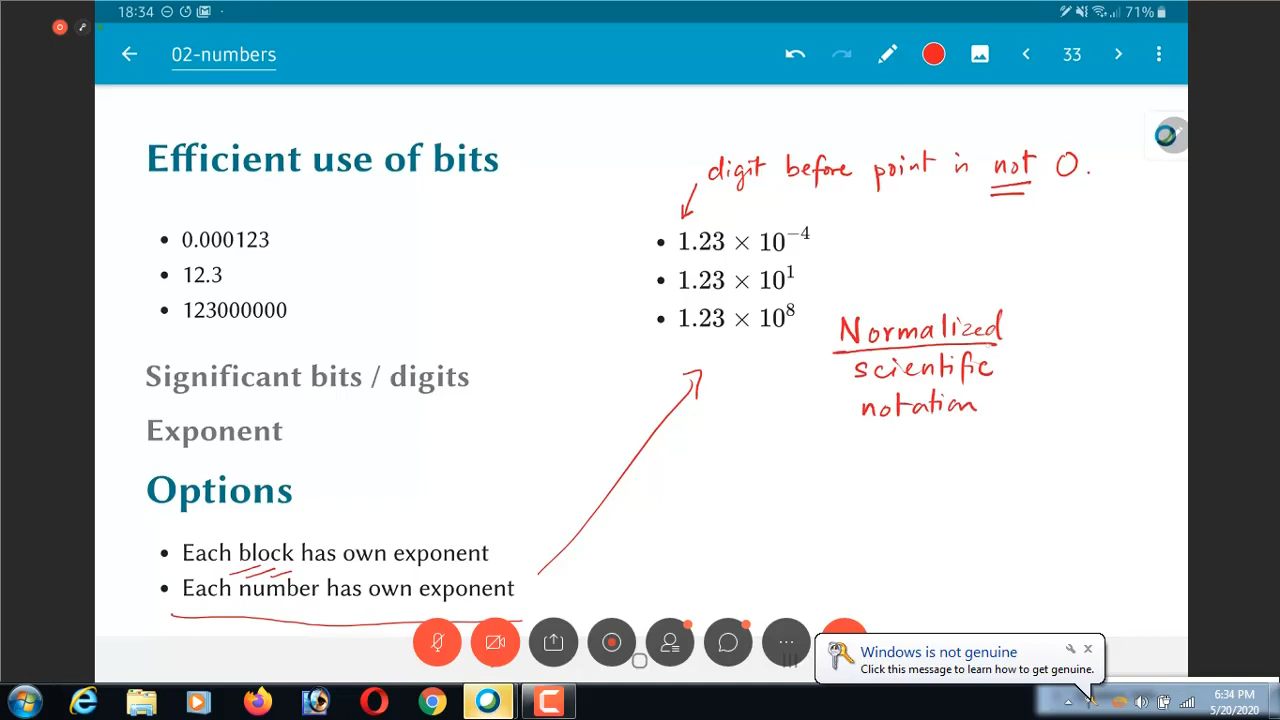 18:34
71%
02-numbers
33
Efficient use of bits
digit before point is not 0.
• 0.000123
• 12.3
• 123000000
• 1.23 × 10⁻⁴
• 1.23 × 10¹
• 1.23 × 10⁸
Normalized
scientific
notation
Significant bits / digits
Exponent
Options
• Each block has own exponent
• Each number has own exponent
Windows is not genuine
Click this message to learn how to get genuine.
6:34 PM
5/20/2020